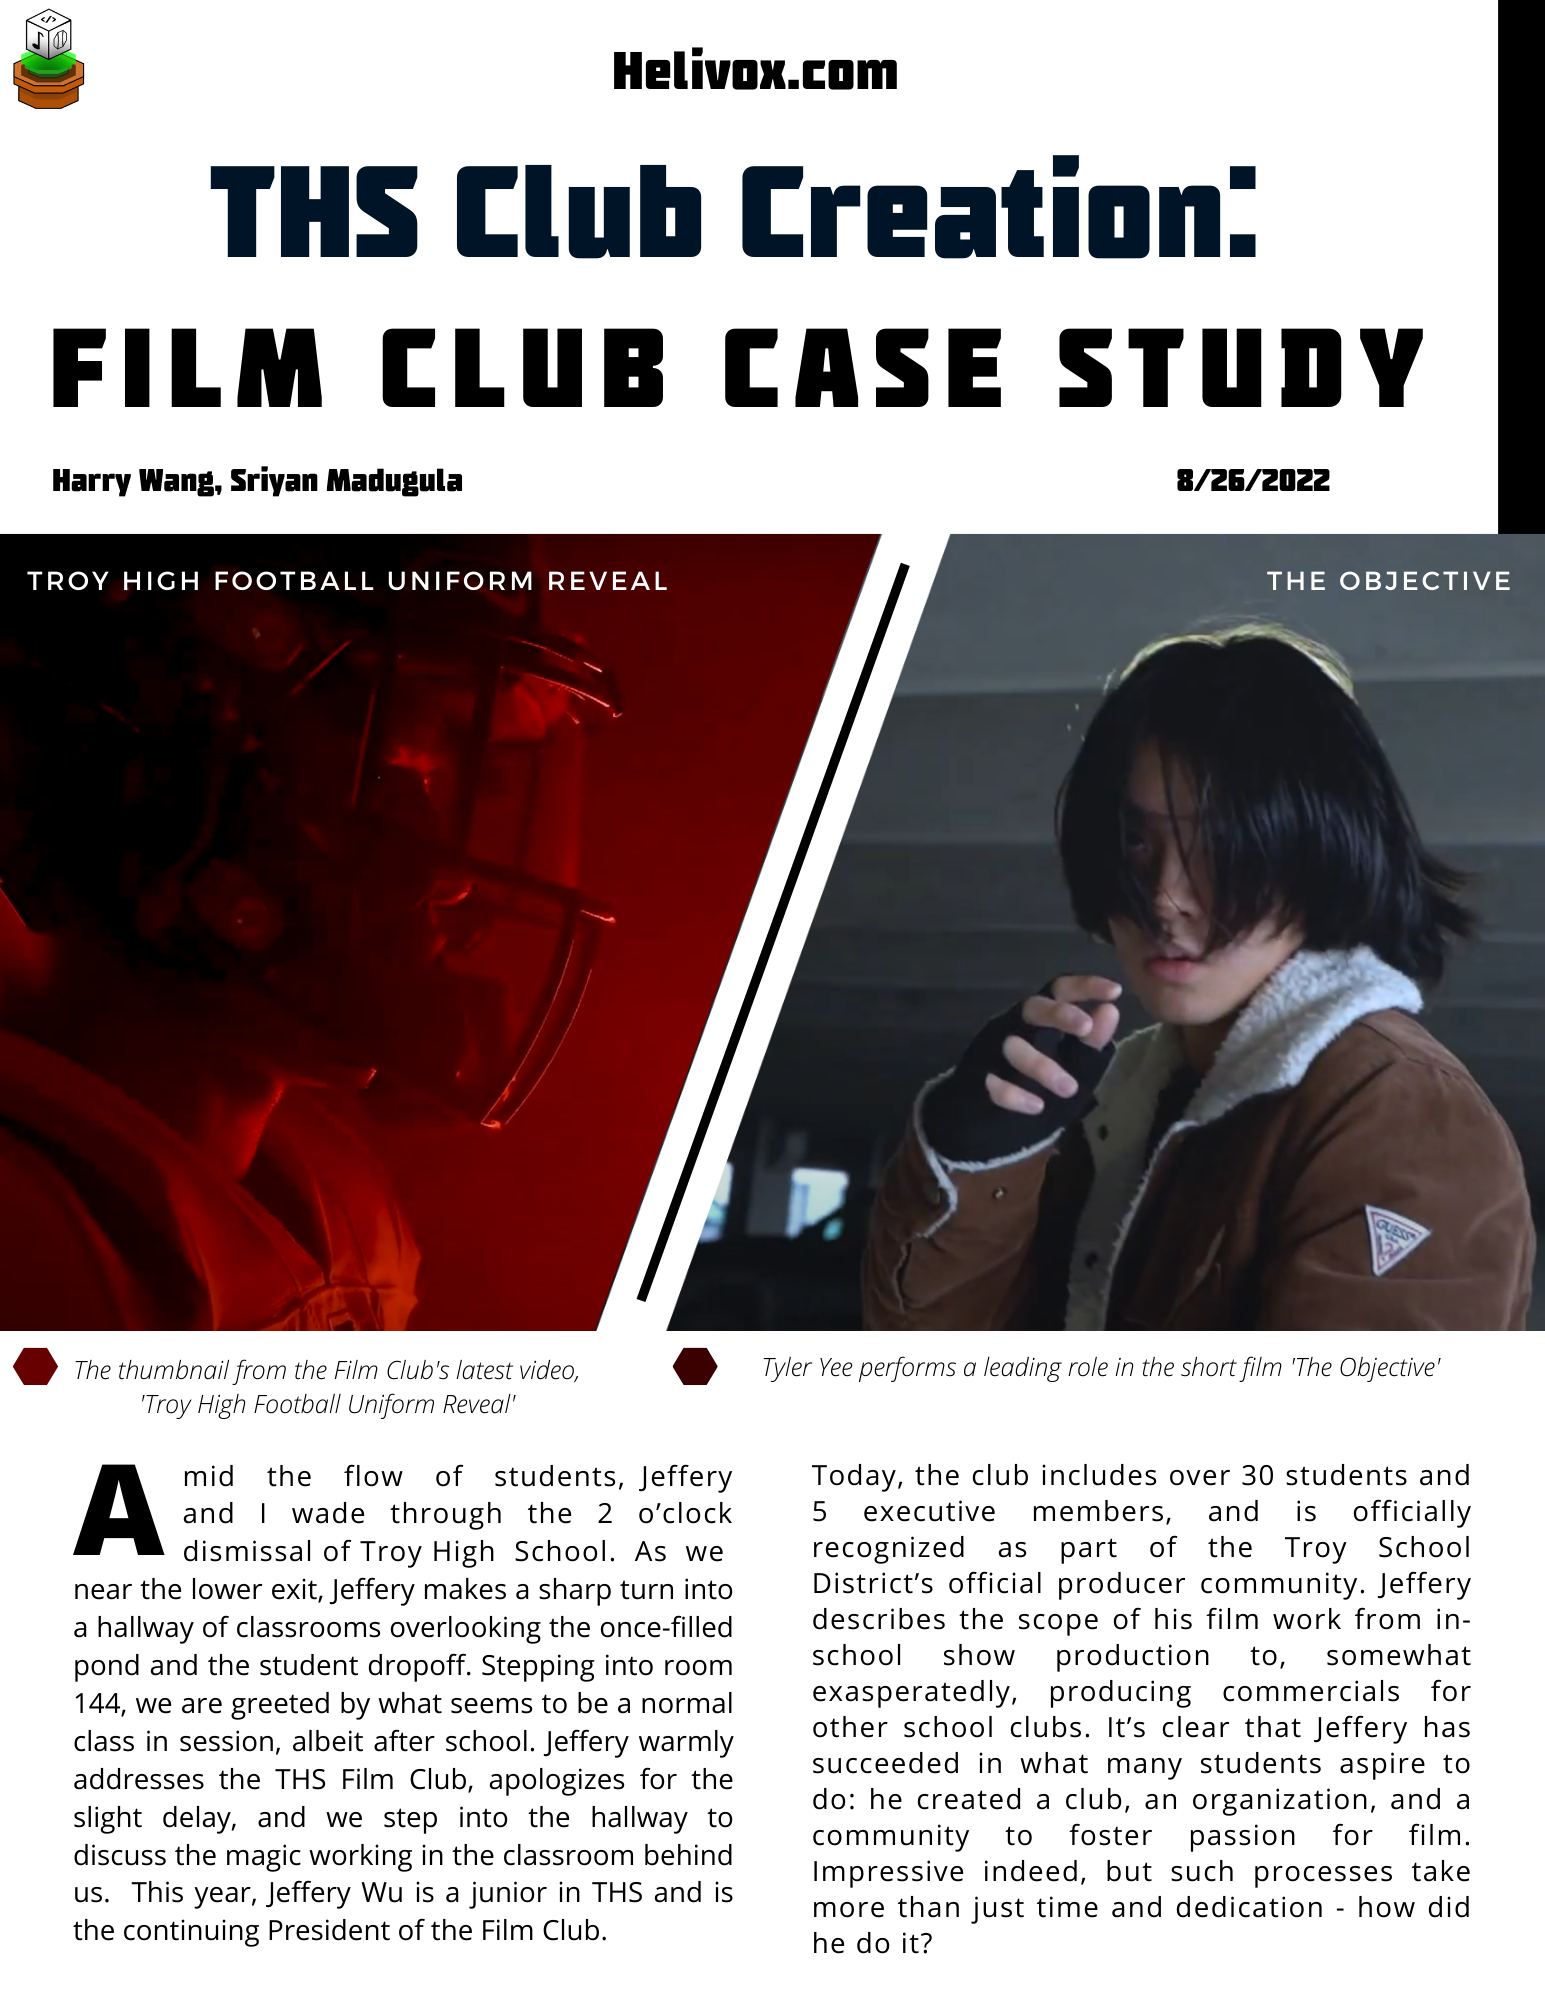 </>
Helivox.com
THS Club Creation:
FILM CLUB CASE STUDY
Harry Wang, Sriyan Madugula
8/26/2022
TROY HIGH FOOTBALL UNIFORM REVEAL
THE OBJECTIVE
GUESS
The thumbnail from the Film Club's latest video,
'Troy High Football Uniform Reveal'
Tyler Yee performs a leading role in the short film 'The Objective'
Amid the flow of students, Jeffery
and I wade through the 2 o’clock
dismissal of Troy High School. As we
near the lower exit, Jeffery makes a sharp turn into
a hallway of classrooms overlooking the once-filled
pond and the student dropoff. Stepping into room
144, we are greeted by what seems to be a normal
class in session, albeit after school. Jeffery warmly
addresses the THS Film Club, apologizes for the
slight delay, and we step into the hallway to
discuss the magic working in the classroom behind
us. This year, Jeffery Wu is a junior in THS and is
the continuing President of the Film Club.
Today, the club includes over 30 students and
5 executive members, and is officially
recognized as part of the Troy School
District’s official producer community. Jeffery
describes the scope of his film work from in-
school show production to, somewhat
exasperatedly, producing commercials for
other school clubs. It’s clear that Jeffery has
succeeded in what many students aspire to
do: he created a club, an organization, and a
community to foster passion for film.
Impressive indeed, but such processes take
more than just time and dedication - how did
he do it?